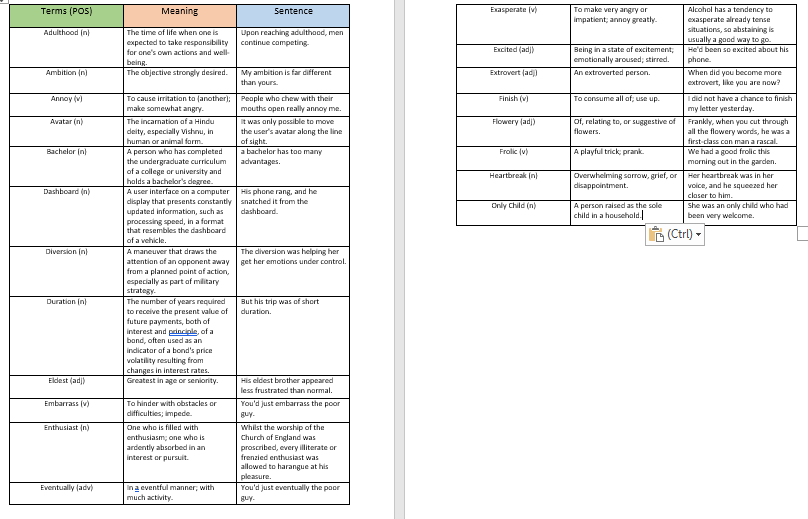 Terms (POS) Meaning Sentence
Adulthood (n) The time of life when one is Upon reaching adulthood, men
expected to take responsibility continue competing.
for one's own actions and well-
being.
Ambition (n) The objective strongly desired. My ambition is far different
than yours.
Annoy (v) To cause irritation to (another); People who chew with their
make somewhat angry. mouths open really annoy me.
Avatar (n) The incarnation of a Hindu It was only possible to move
deity, especially Vishnu, in the user's avatar along the line
human or animal form. of sight.
Bachelor (n) A person who has completed a bachelor has too many
the undergraduate curriculum advantages.
of a college or university and
holds a bachelor's degree.
Dashboard (n) A user interface on a computer His phone rang, and he
display that presents constantly snatched it from the
updated information, such as dashboard.
processing speed, in a format
that resembles the dashboard
of a vehicle.
Diversion (n) A maneuver that draws the The diversion was helping her
attention of an opponent away get her emotions under control.
from a planned point of action,
especially as part of military
strategy.
Duration (n) The number of years required But his trip was of short
to receive the present value of duration.
future payments, both of
interest and principle, of a
bond, often used as an
indicator of a bond's price
volatility resulting from
changes in interest rates.
Eldest (adj) Greatest in age or seniority. His eldest brother appeared
less frustrated than normal.
Embarrass (v) To hinder with obstacles or You'd just embarrass the poor
difficulties; impede. guy.
Enthusiast (n) One who is filled with Whilst the worship of the
enthusiasm; one who is Church of England was
ardently absorbed in an proscribed, every illiterate or
interest or pursuit. frenzied enthusiast was
allowed to harangue at his
pleasure.
Eventually (adv) In a eventful manner; with You'd just eventually the poor
much activity. guy.
Exasperate (v) To make very angry or Alcohol has a tendency to
impatient; annoy greatly. exasperate already tense
situations, so abstaining is
usually a good way to go.
Excited (adj) Being in a state of excitement; He'd been so excited about his
emotionally aroused; stirred. phone.
Extrovert (adj) An extroverted person. When did you become more
extrovert, like you are now?
Finish (v) To consume all of; use up. I did not have a chance to finish
my letter yesterday.
Flowery (adj) Of, relating to, or suggestive of Frankly, when you cut through
flowers. all the flowery words, he was a
first-class con man a rascal.
Frolic (v) A playful trick; prank. We had a good frolic this
morning out in the garden.
Heartbreak (n) Overwhelming sorrow, grief, or Her heartbreak was in her
disappointment. voice, and he squeezed her
closer to him.
Only Child (n) A person raised as the sole She was an only child who had
child in a household. been very welcome.
(Ctrl)